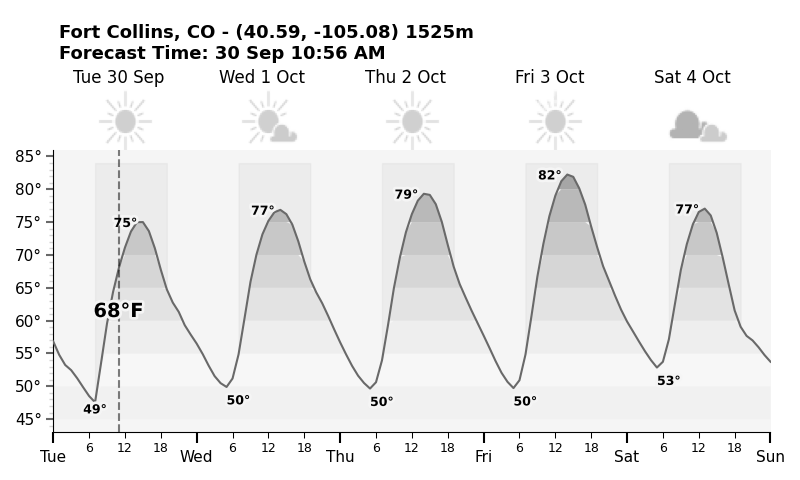 Fort Collins, CO - (40.59, -105.08) 1525m
Forecast Time: 30 Sep 10:56 AM
Tue 30 Sep Wed 1 Oct Thu 2 Oct Fri 3 Oct Sat 4 Oct
85°
80°
75°
70°
65°
60°
55°
50°
45°
75° 77° 79° 82° 77°
68°F
49° 50° 50° 50° 53°
6 12 18 6 12 18 6 12 18 6 12 18 6 12 18
Tue Wed Thu Fri Sat Sun